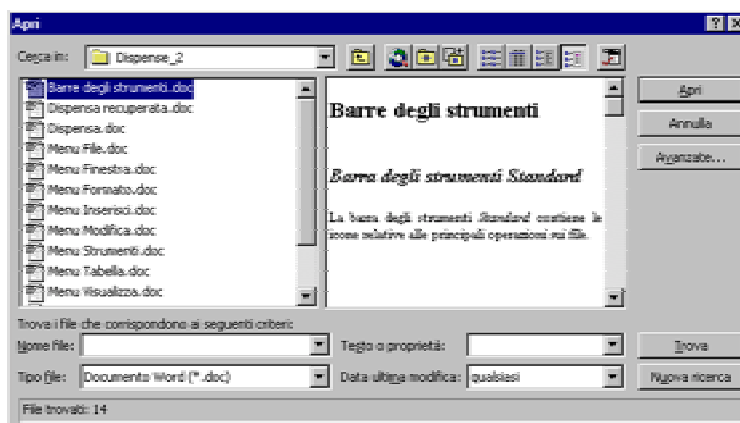 Apri
Cerca in: Dispense_2
Barre degli strumenti.doc
Dispensa recuperata.doc
Dispensa.doc
Menu File.doc
Menu Finestra.doc
Menu Formato.doc
Menu Inserisci.doc
Menu Modifica.doc
Menu Strumenti.doc
Menu Tabella.doc
Menu Visualizza.doc
Barre degli strumenti
Barra degli strumenti Standard
La barra degli strumenti Standard contiene le
icone relative alle principali operazioni sui file.
Apri
Annulla
Avanzate...
Trova i file che corrispondono ai seguenti criteri:
Nome file:
Testo o proprietà:
Trova
Tipo file: Documento Word (*.doc)
Data ultima modifica: qualsiasi
Nuova ricerca
File trovati: 14